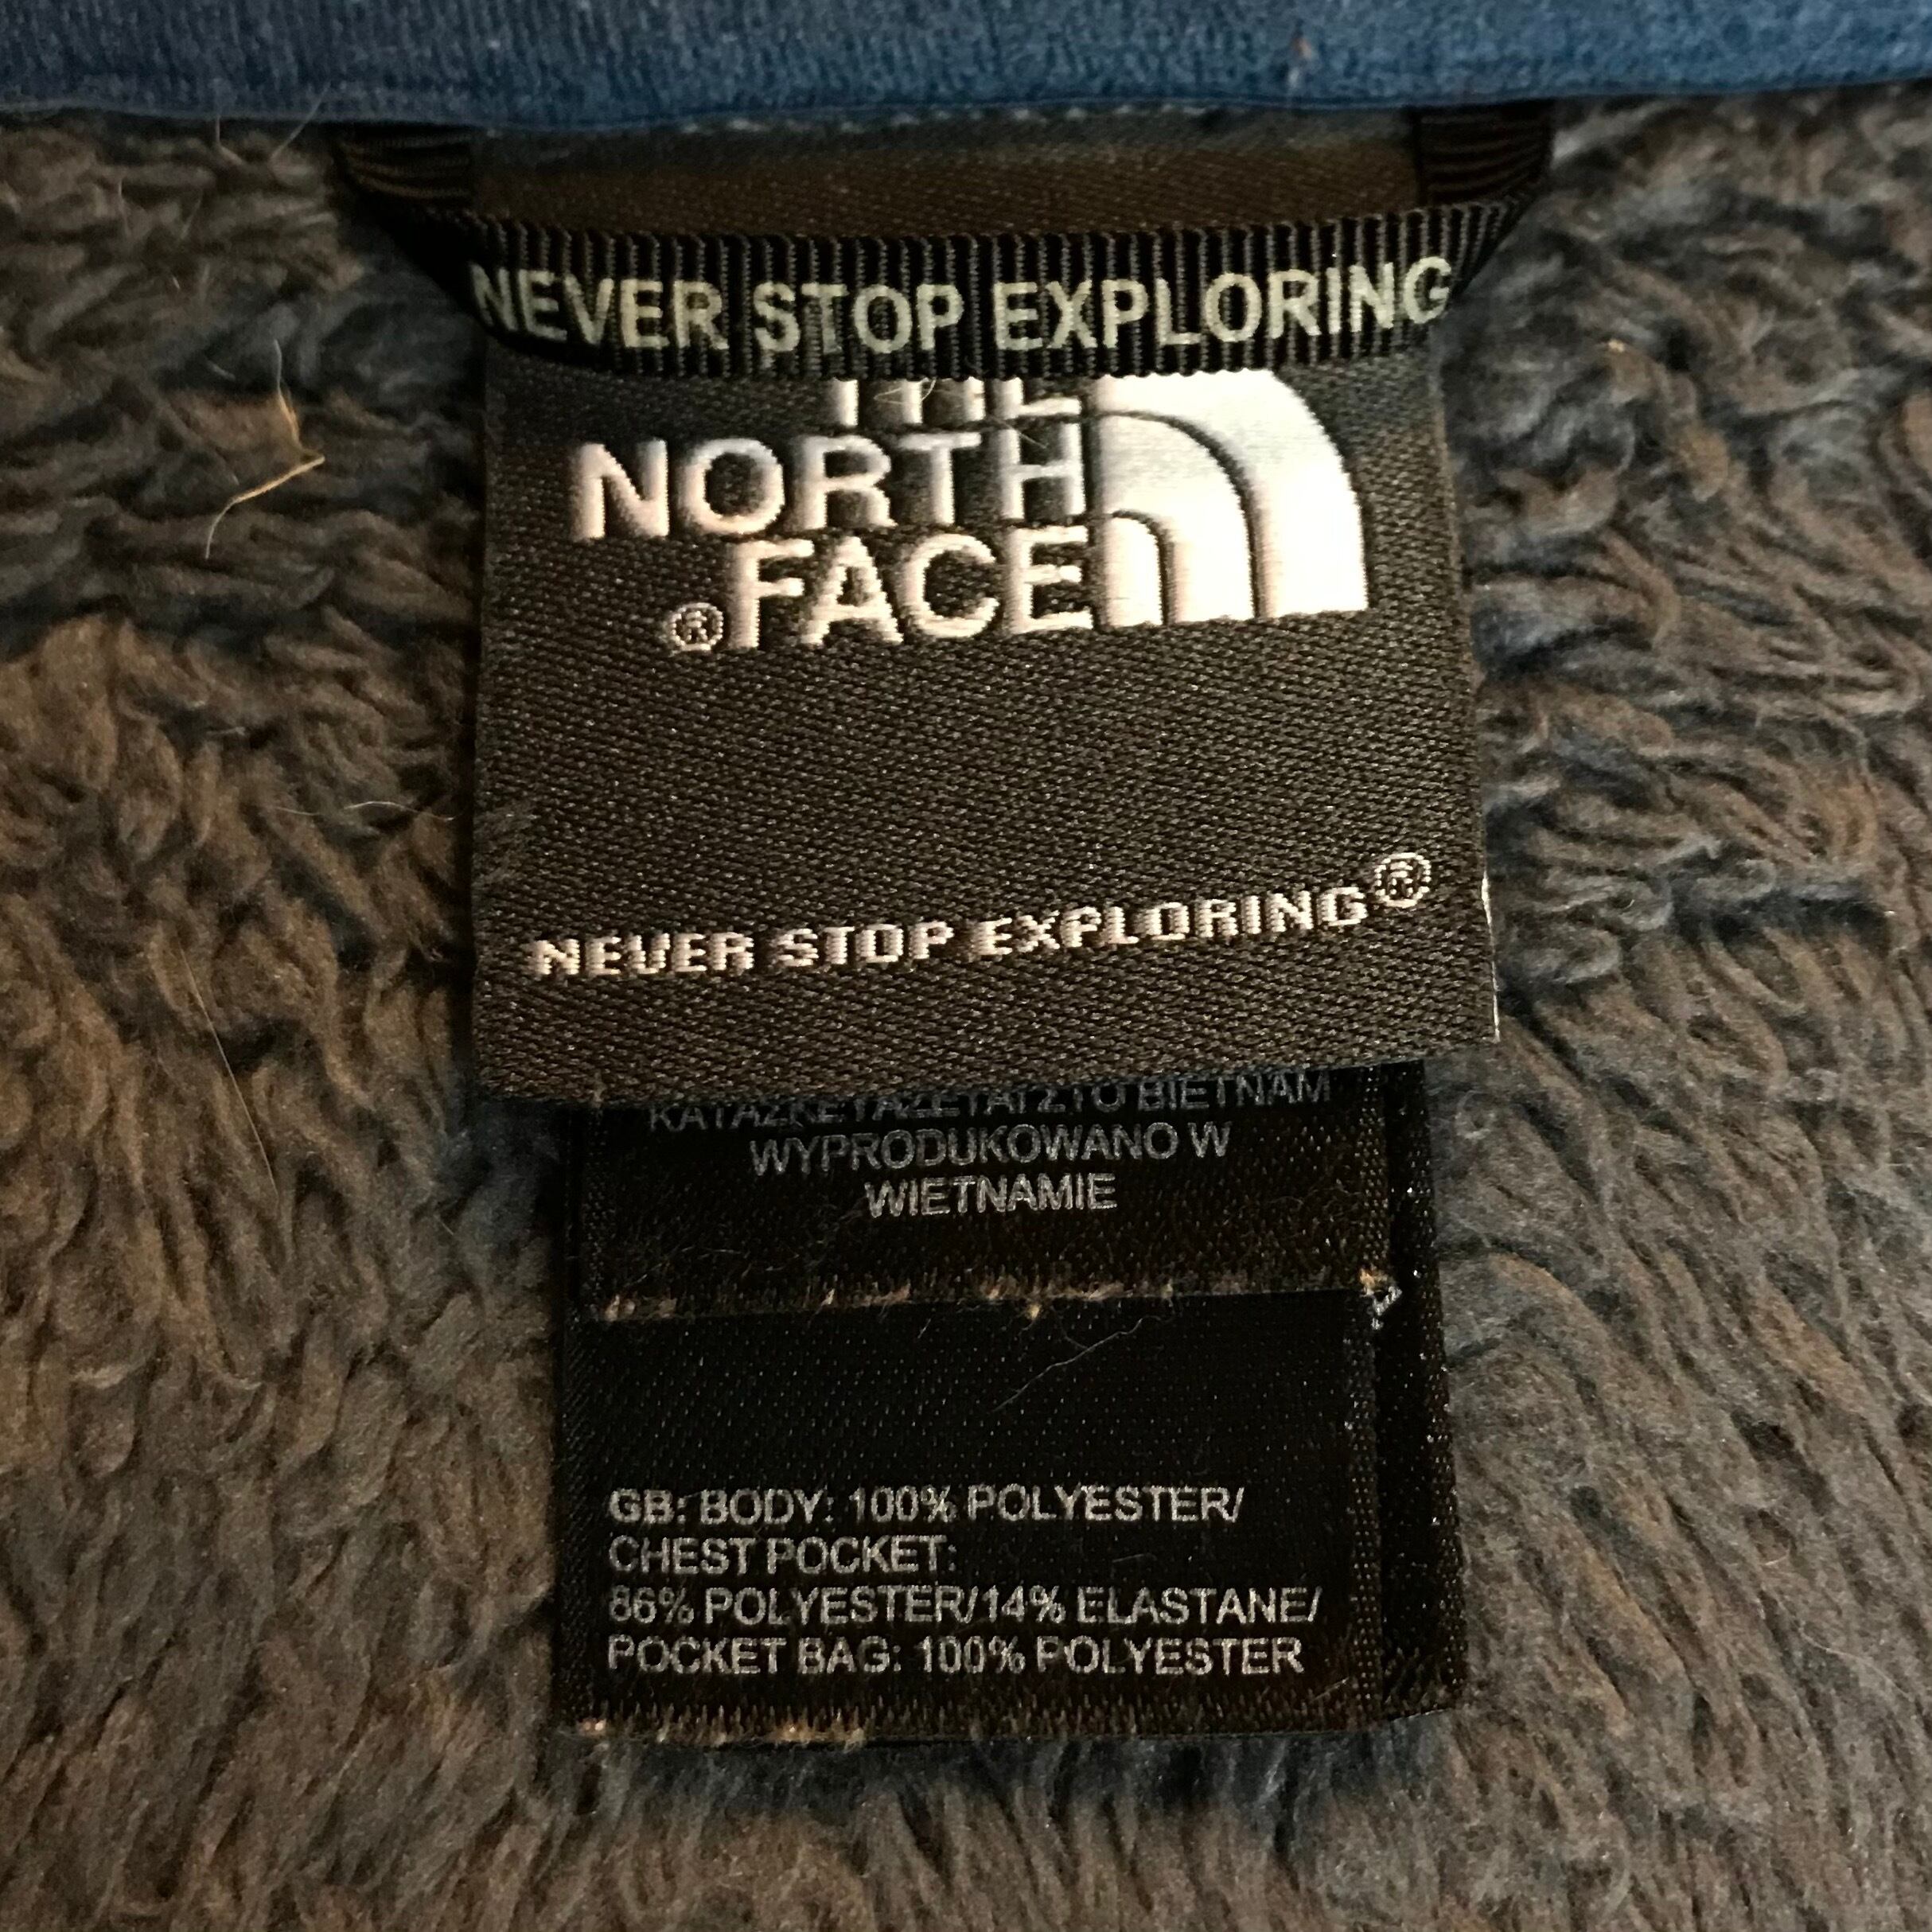 NEVER STOP EXPLORING
THE
NORTH
FACE
®
NEVER STOP EXPLORING®
BIETNAM
WYPRODUKOWANO W
WIETNAMIE
GB: BODY: 100% POLYESTER/
CHEST POCKET:
86% POLYESTER/14% ELASTANE/
POCKET BAG: 100% POLYESTER